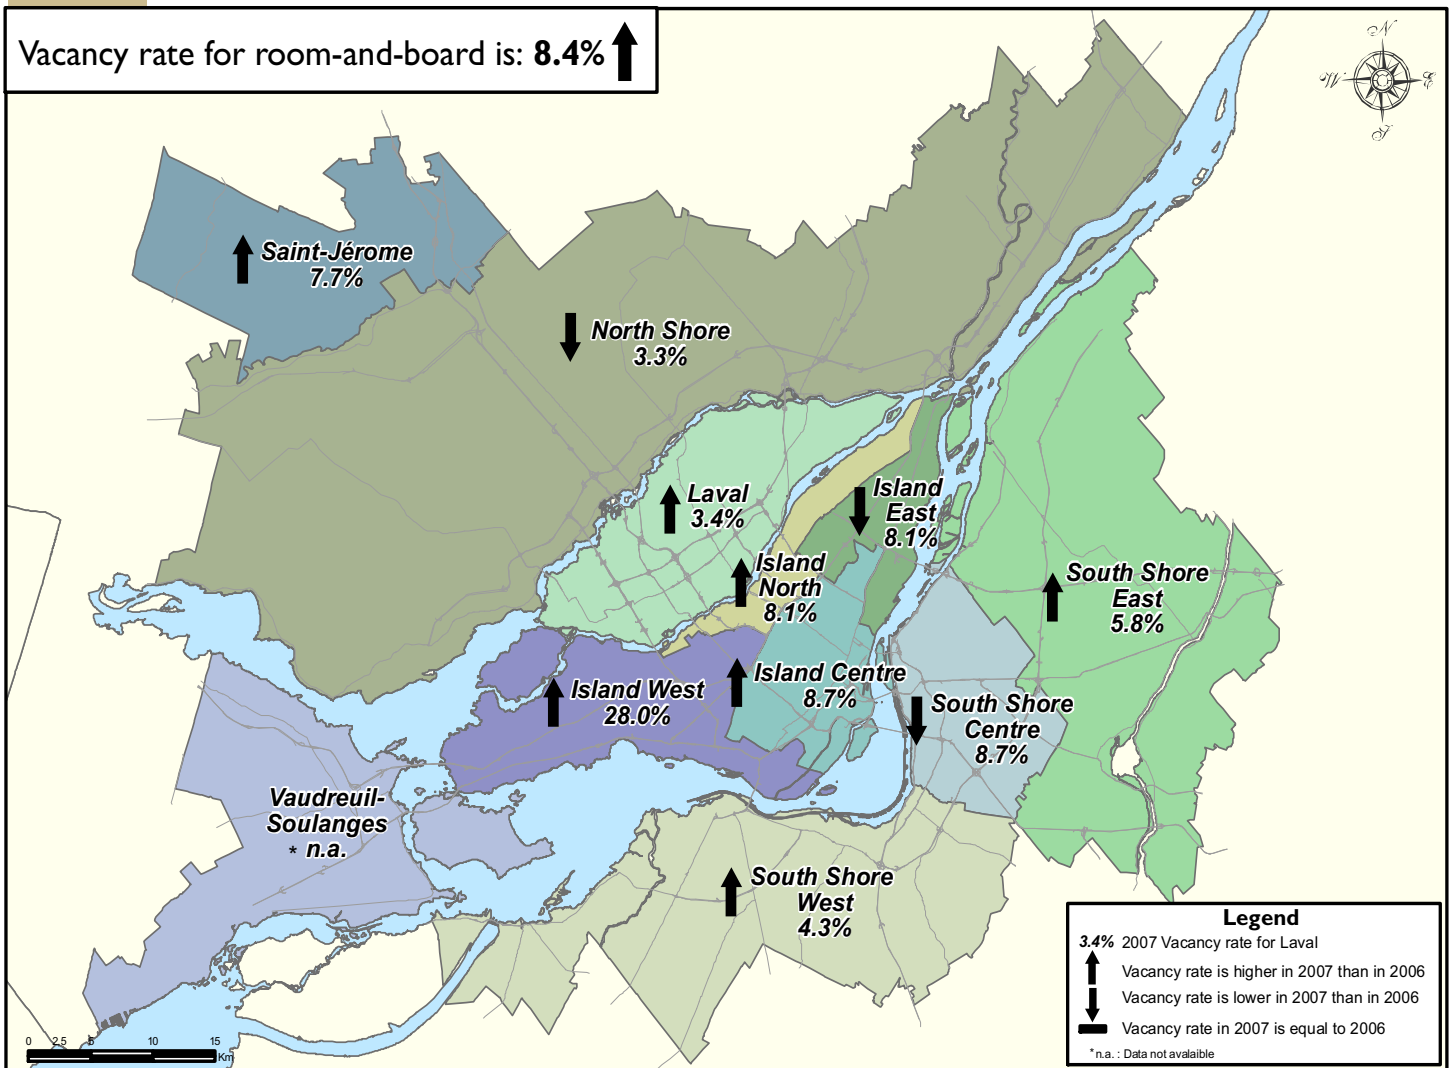 Vacancy rate for room-and-board is: 8.4%
N
W
E
Saint-Jérome
7.7%
North Shore
3.3%
Laval
3.4%
Island
East
8.1%
Island
North
8.1%
South Shore
East
5.8%
Island Centre
8.7%
Island West
28.0%
South Shore
Centre
8.7%
Vaudreuil-
Soulanges
* n.a.
South Shore
West
4.3%
Legend
3.4% 2007 Vacancy rate for Laval
Vacancy rate is higher in 2007 than in 2006
Vacancy rate is lower in 2007 than in 2006
Vacancy rate in 2007 is equal to 2006
*n.a. : Data not avalaible
0 2.5 5 10 15
Km